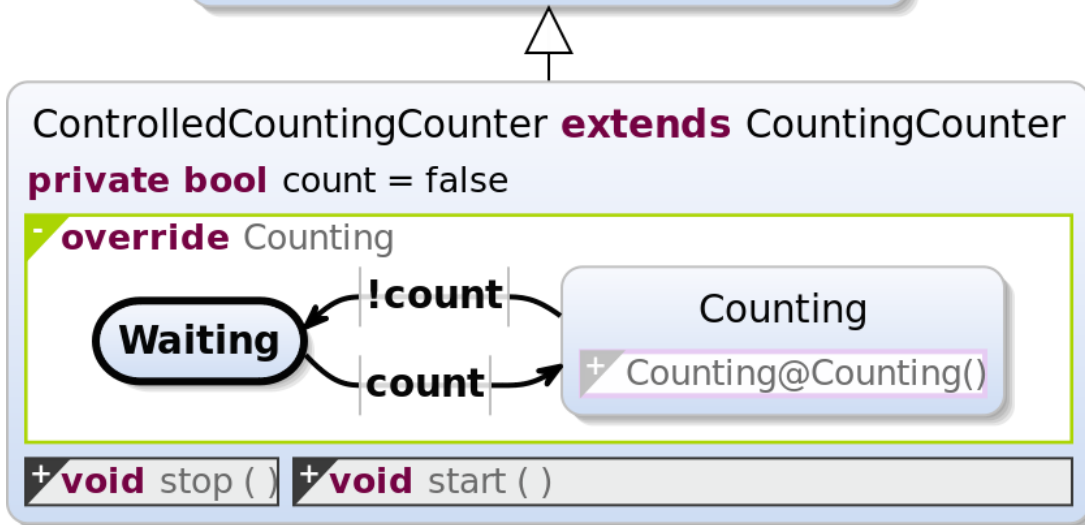 ControlledCountingCounter extends CountingCounter
private bool count = false
- override Counting
!count
Waiting
Counting
count
+ Counting@Counting()
+ void stop ( )
+ void start ( )